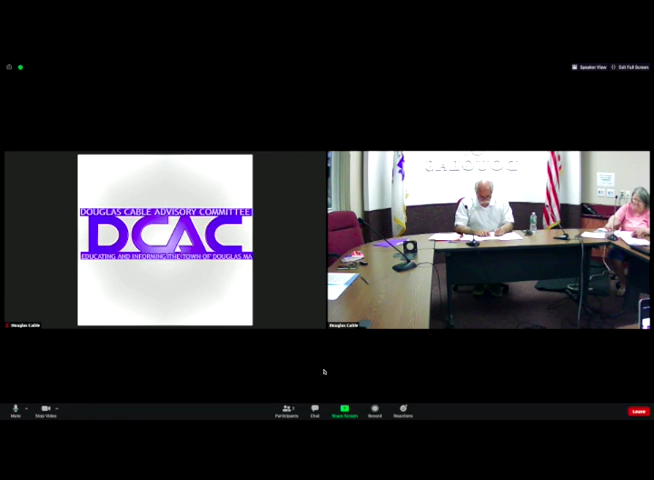 Speaker View
Exit Full Screen
DOUGLAS CABLE ADVISORY COMMITTEE
DCAC
EDUCATING AND INFORMING THE TOWN OF DOUGLAS MA
DOUGLAS
Douglas Cable
Douglas Cable
Mute
Stop Video
Participants
Chat
Share Screen
Record
Reactions
Leave